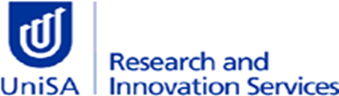 UniSA
Research and
Innovation Services